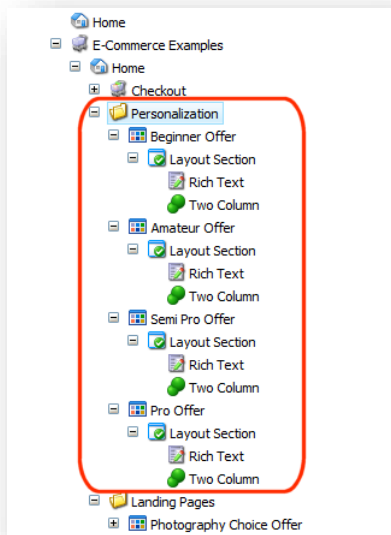 Home
E-Commerce Examples
Home
Checkout
Personalization
Beginner Offer
Layout Section
Rich Text
Two Column
Amateur Offer
Layout Section
Rich Text
Two Column
Semi Pro Offer
Layout Section
Rich Text
Two Column
Pro Offer
Layout Section
Rich Text
Two Column
Landing Pages
Photography Choice Offer